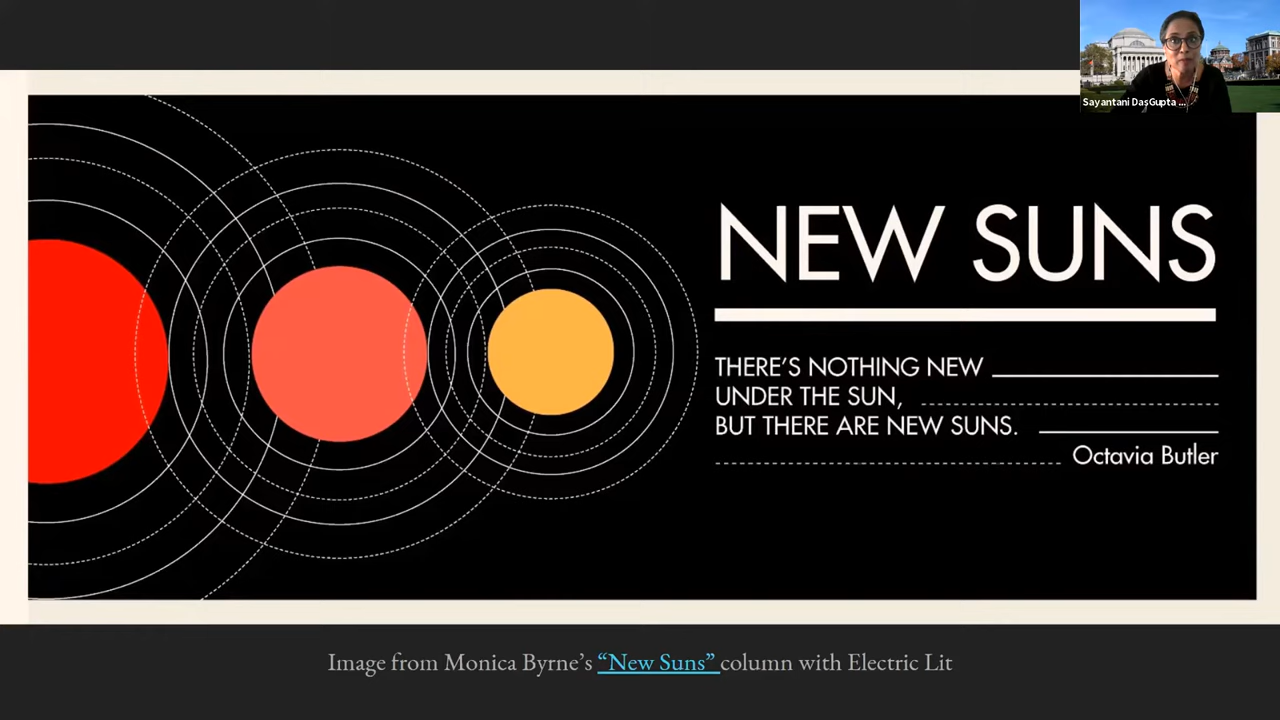 Sayantani DasGupta ...
NEW SUNS
THERE'S NOTHING NEW
UNDER THE SUN,
BUT THERE ARE NEW SUNS.
Octavia Butler
Image from Monica Byrne's “New Suns” column with Electric Lit